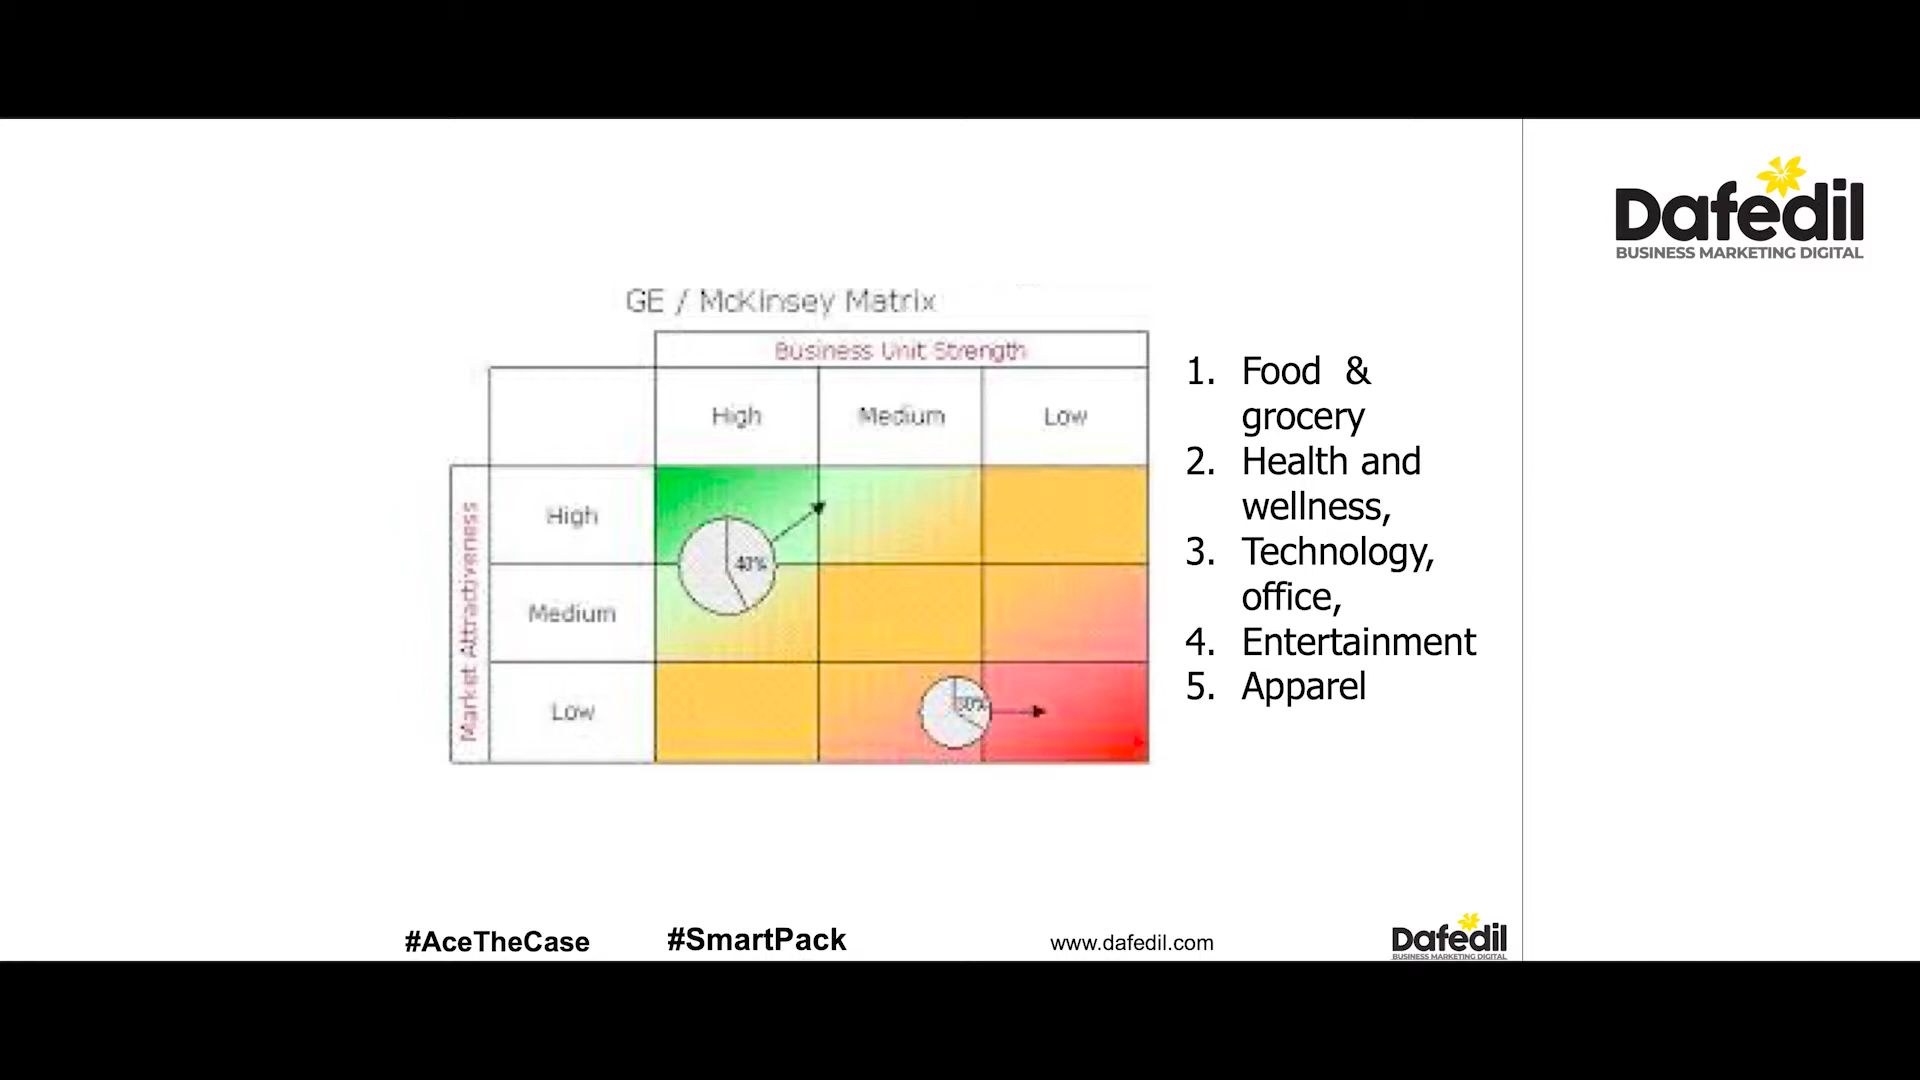 Dafedil
BUSINESS MARKETING DIGITAL
GE / McKinsey Matrix
Business Unit Strength
High
Medium
Low
Market Attractiveness
High
Medium
Low
40%
30%
1. Food &
grocery
2. Health and
wellness,
3. Technology,
office,
4. Entertainment
5. Apparel
#AceTheCase
#SmartPack
www.dafedil.com
Dafedil
BUSINESS MARKETING DIGITAL